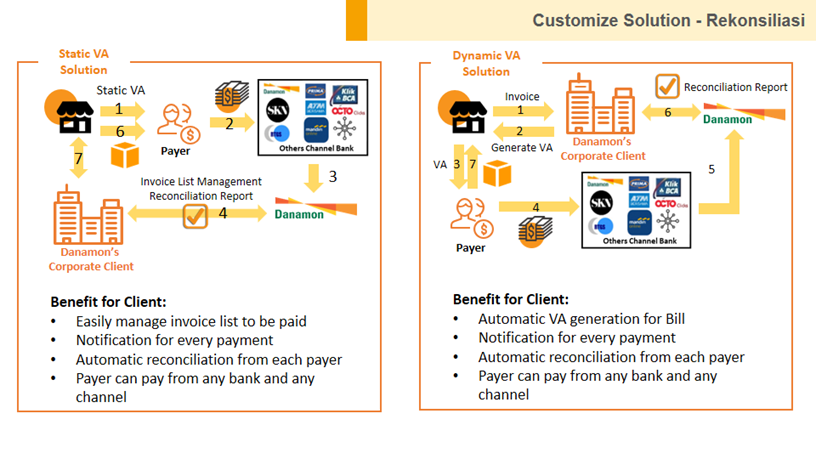 Customize Solution - Rekonsiliasi
Static VA
Solution
Static VA
1
6
Payer
2
Danamon
PRIMA
Klik
BCA
SKN
ATM
OCTO Clicks
RTGS
mandiri
Others Channel Bank
7
3
Invoice List Management
Reconciliation Report
4
Danamon
Danamon's
Corporate Client
Benefit for Client:
• Easily manage invoice list to be paid
• Notification for every payment
• Automatic reconciliation from each payer
• Payer can pay from any bank and any
channel
Dynamic VA
Solution
Invoice
1
2
Generate VA
Danamon's
Corporate Client
Reconciliation Report
6
Danamon
VA
3
7
5
Payer
4
Danamon
PRIMA
Klik
BCA
SKN
ATM
OCTO Clicks
RTGS
mandiri
Others Channel Bank
Benefit for Client:
• Automatic VA generation for Bill
• Notification for every payment
• Automatic reconciliation from each payer
• Payer can pay from any bank and any
channel